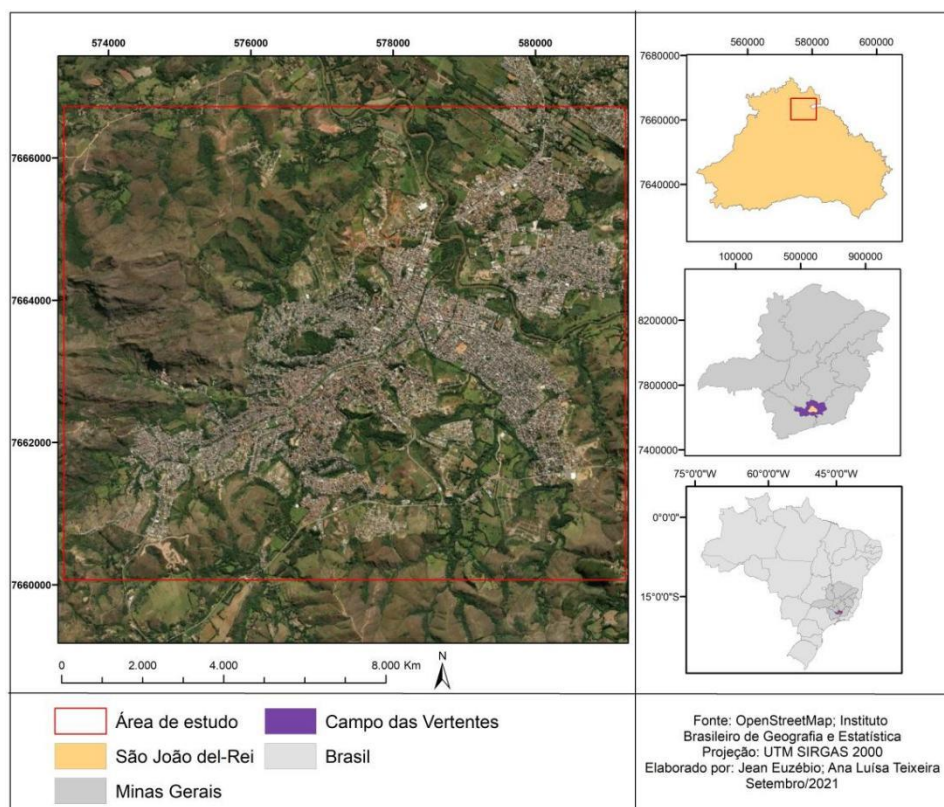 574000 576000 578000 580000
7666000
7664000
7662000
7660000
0 2.000 4.000 8.000 Km
N
560000 580000 600000
7680000
7660000
7640000
100000 500000 900000
8200000
7800000
7400000
75°0'0"W 60°0'0"W 45°0'0"W
0°0'0"
15°0'0"S
Área de estudo
São João del-Rei
Minas Gerais
Campo das Vertentes
Brasil
Fonte: OpenStreetMap; Instituto
Brasileiro de Geografia e Estatística
Projeção: UTM SIRGAS 2000
Elaborado por: Jean Euzébio; Ana Luísa Teixeira
Setembro/2021